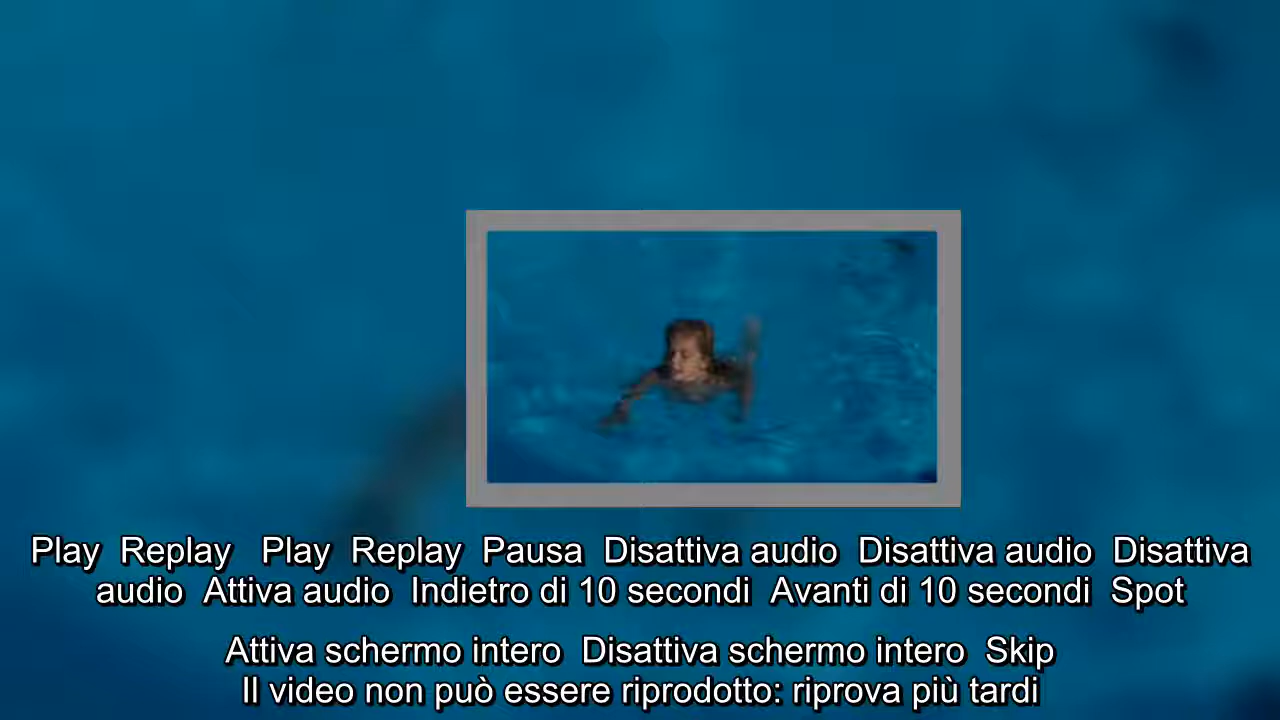 Play Replay Play Replay Pausa Disattiva audio Disattiva audio Disattiva
audio Attiva audio Indietro di 10 secondi Avanti di 10 secondi Spot
Attiva schermo intero Disattiva schermo intero Skip
Il video non può essere riprodotto: riprova più tardi